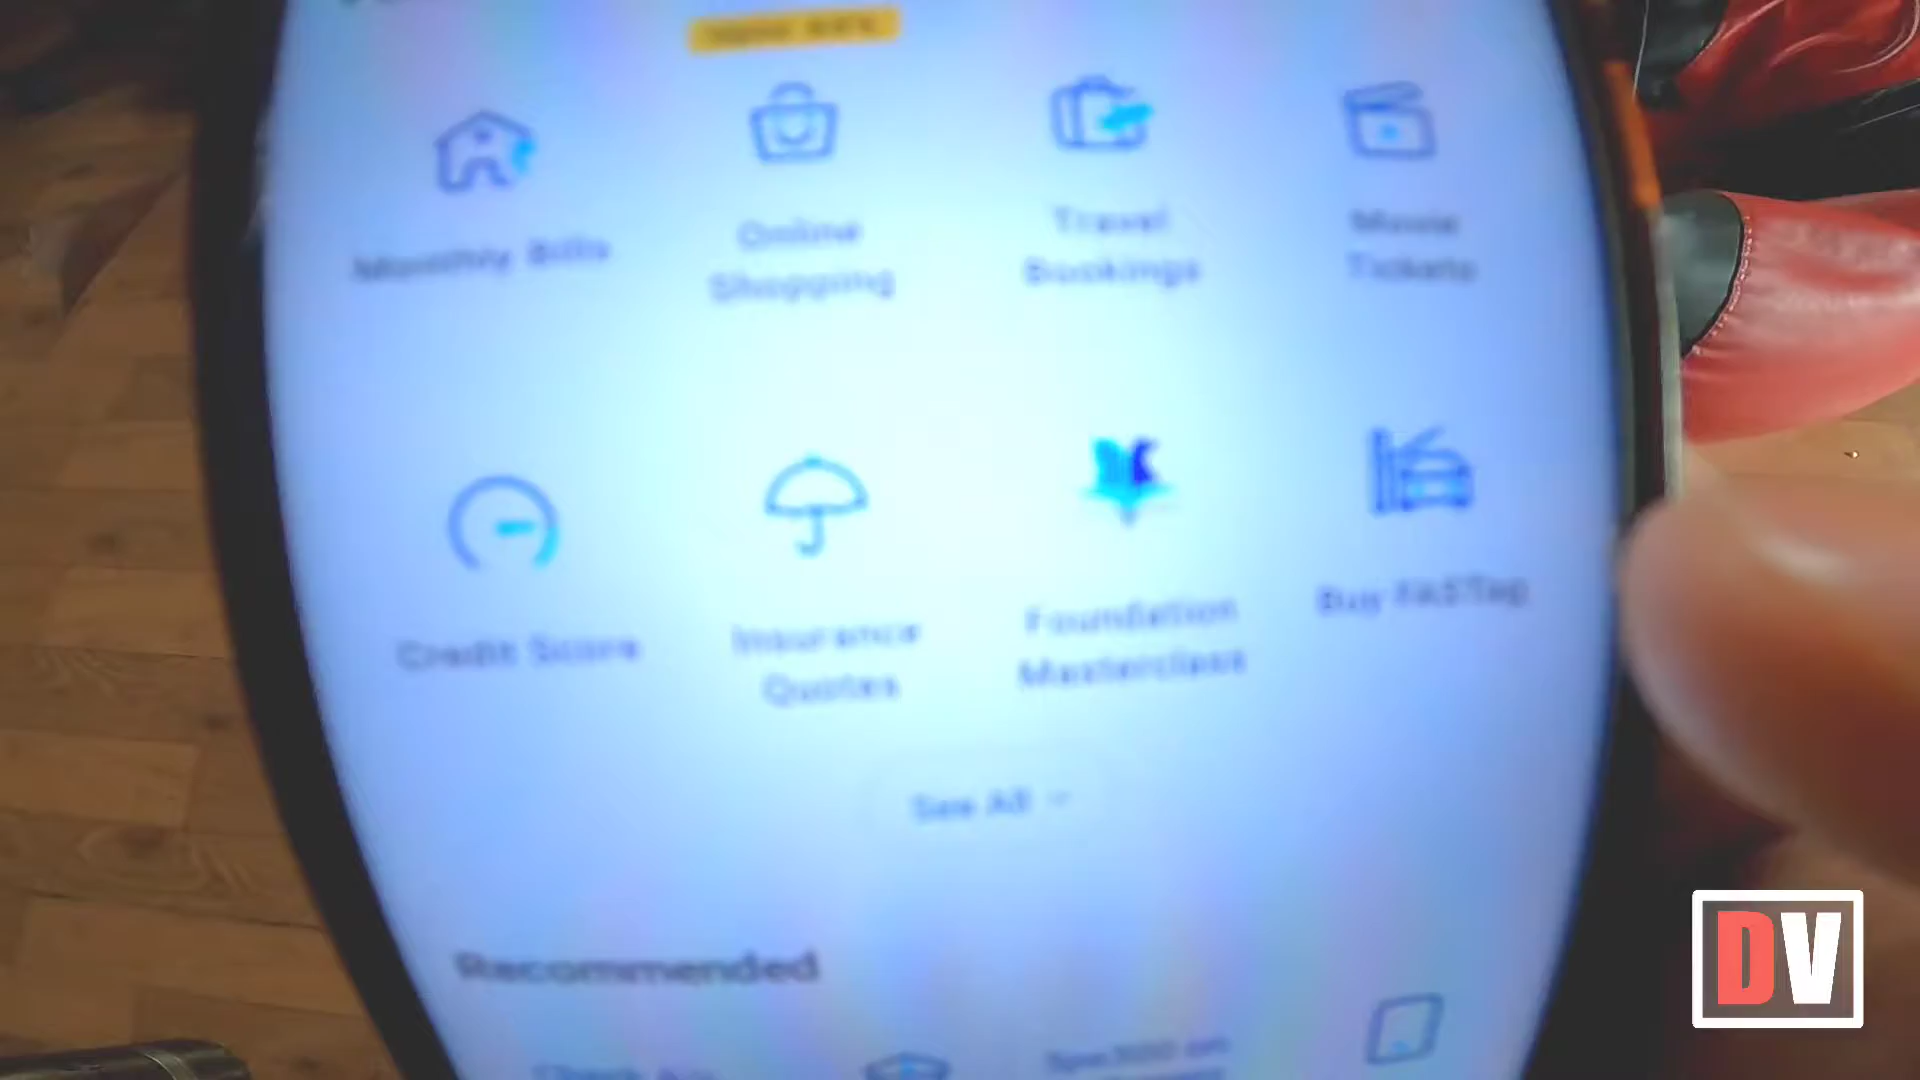 Monthly Bills
Online
Shopping
Travel
Bookings
Movie
Tickets
Credit Score
Insurance
Quotes
Foundation
Masterclass
Buy FASTag
See All
Recommended
DV